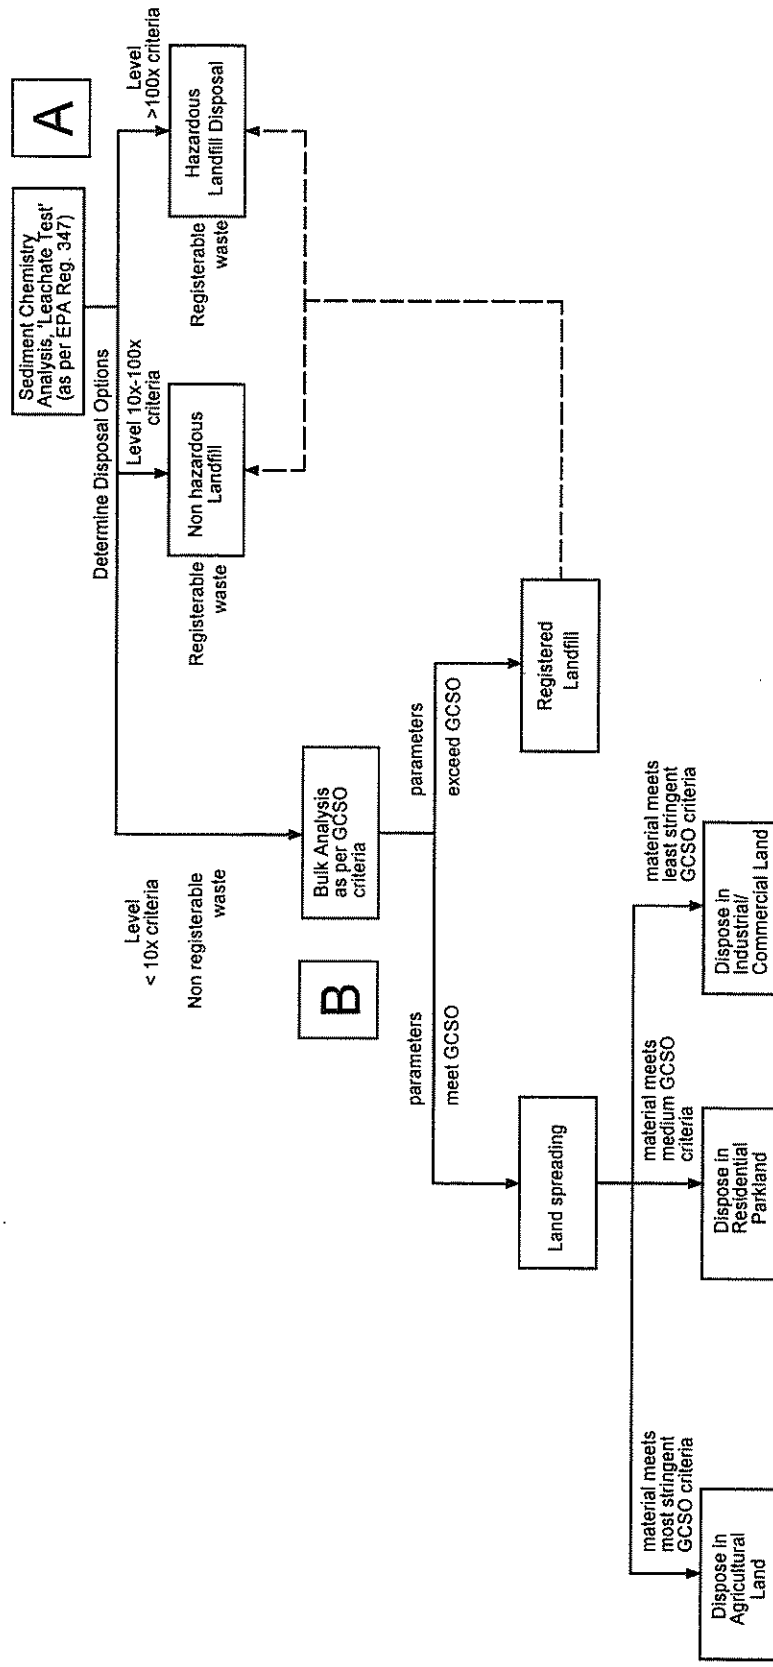 Sediment Chemistry
Analysis, 'Leachate Test'
(as per EPA Reg. 347)
A
Determine Disposal Options
Level
< 10x criteria
Non registerable
waste
Level 10x-100x
criteria
Registerable
waste
Non hazardous
Landfill
Level
>100x criteria
Registerable
waste
Hazardous
Landfill Disposal
B
Bulk Analysis
as per GCSO
criteria
parameters
meet GCSO
parameters
exceed GCSO
Land spreading
Registered
Landfill
material meets
most stringent
GCSO criteria
material meets
medium GCSO
criteria
material meets
least stringent
GCSO criteria
Dispose in
Agricultural
Land
Dispose in
Residential
Parkland
Dispose in
Industrial/
Commercial Land